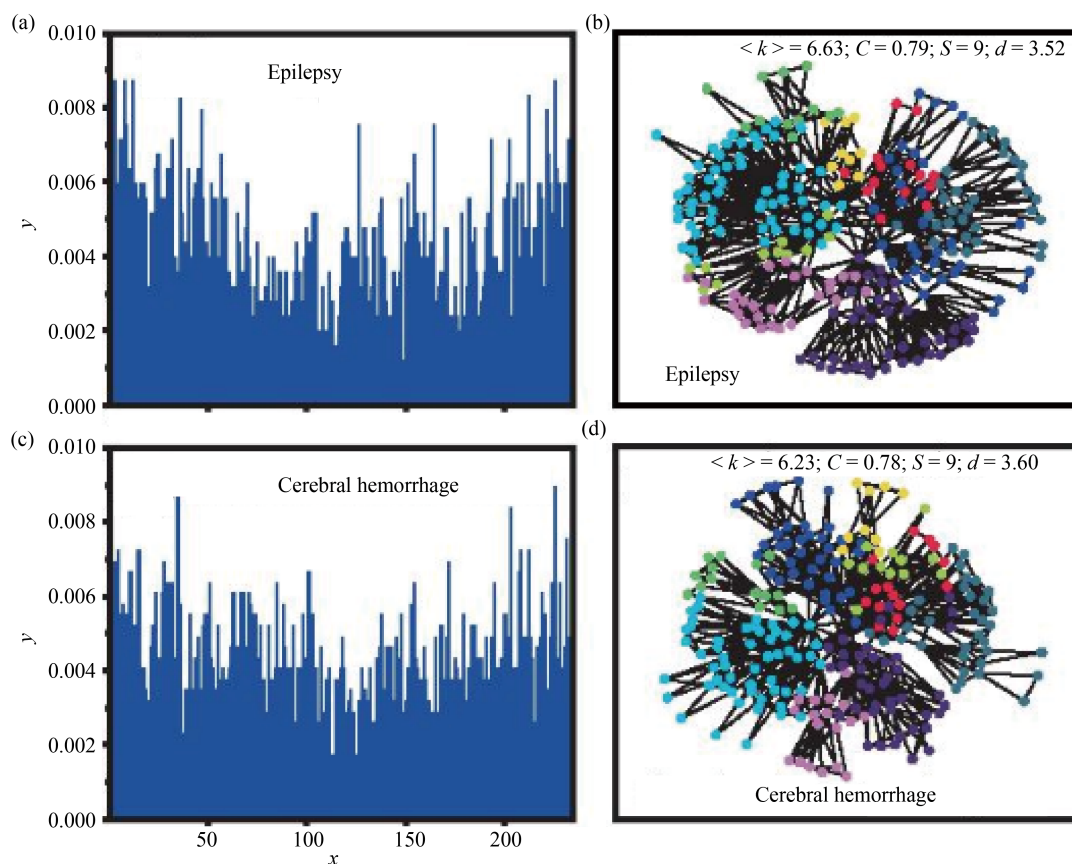 (a)
0.010
0.008
0.006
0.004
0.002
0.000
y
Epilepsy
(b)
< k > = 6.63; C = 0.79; S = 9; d = 3.52
Epilepsy
(c)
0.010
0.008
0.006
0.004
0.002
0.000
y
Cerebral hemorrhage
50 100 150 200
x
(d)
< k > = 6.23; C = 0.78; S = 9; d = 3.60
Cerebral hemorrhage